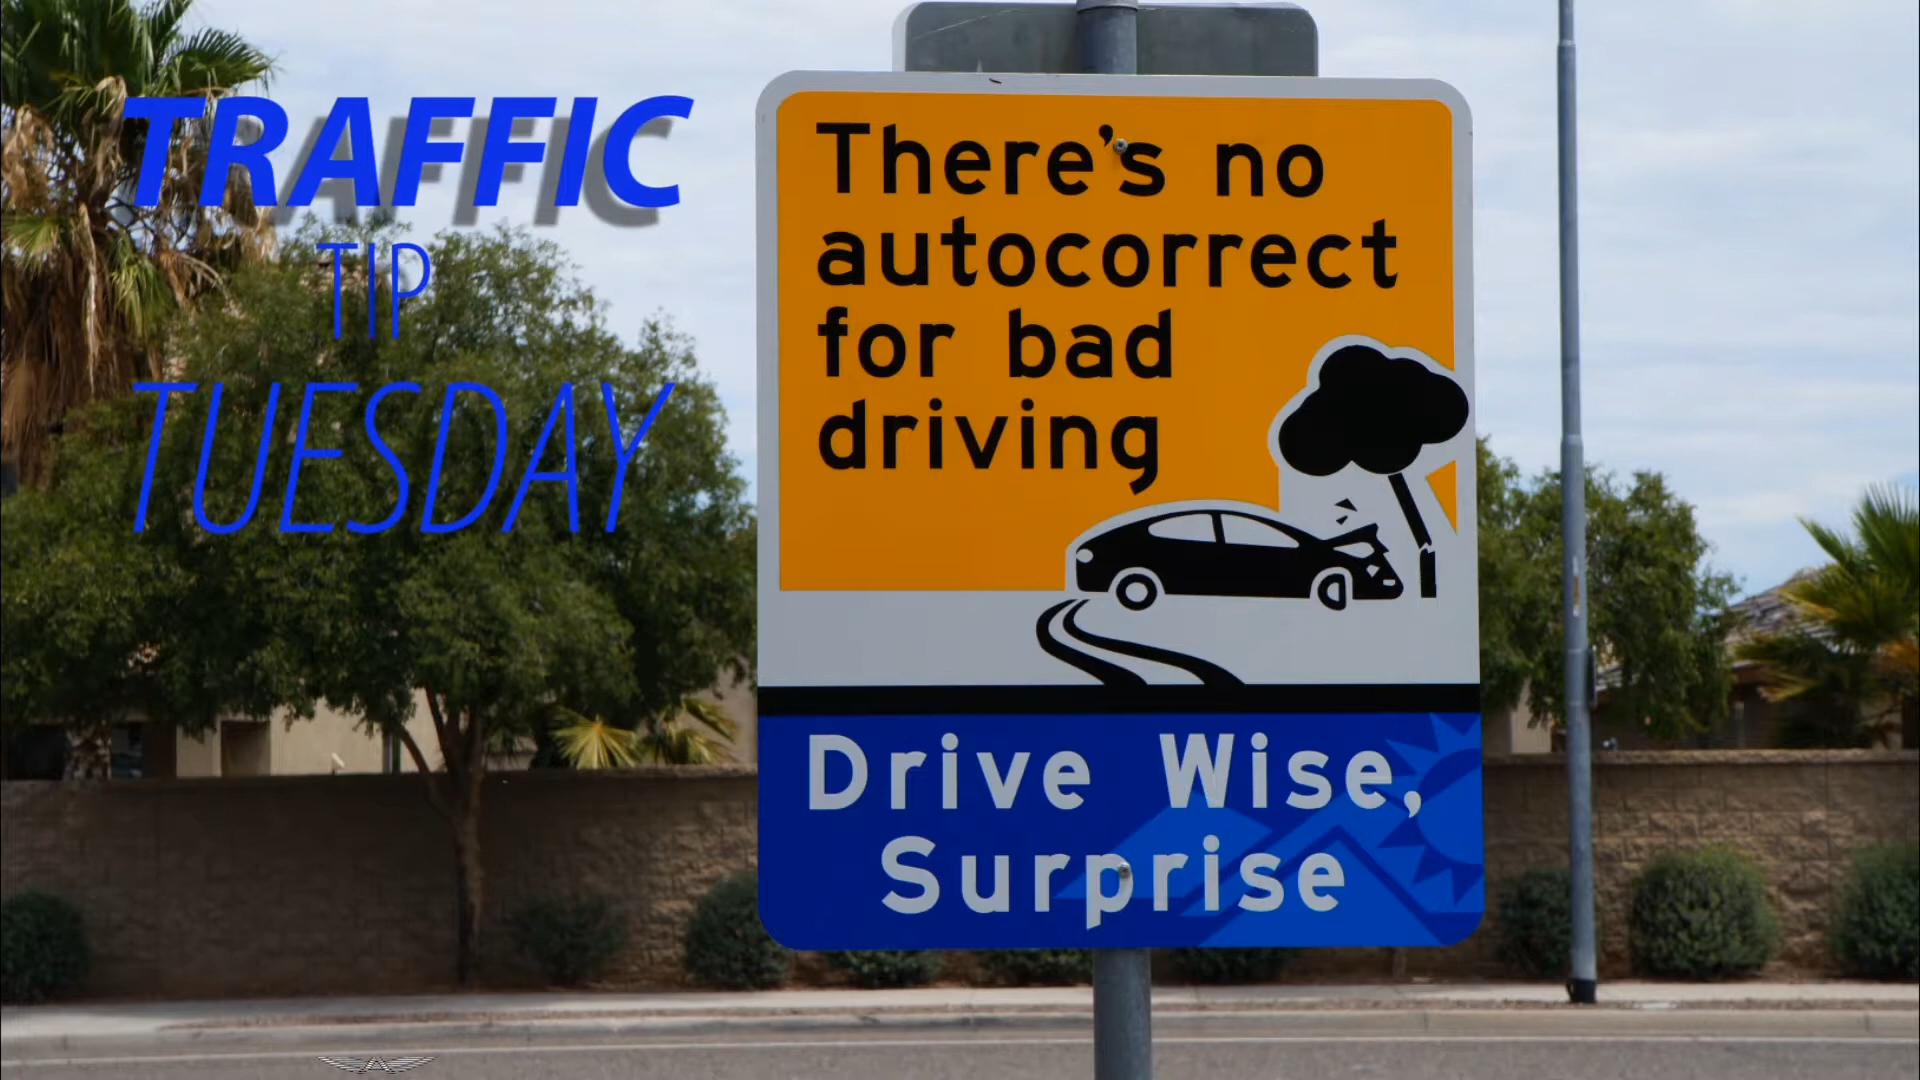 TRAFFIC
TIP
TUESDAY
There's no
autocorrect
for bad
driving
Drive Wise,
Surprise